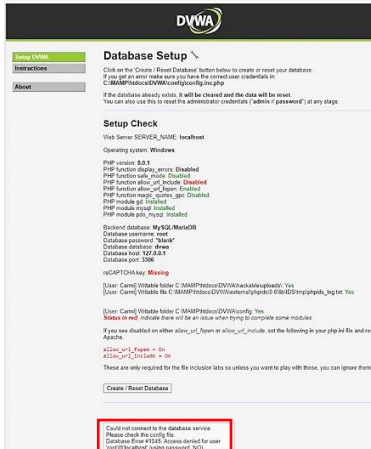 DVWA
Setup DVWA
Instructions
About
Database Setup
Click on the 'Create / Reset Database' button below to create or reset your database.
If you get an error make sure you have the correct user credentials in:
C:\MAMP\htdocs\DVWA\config\config.inc.php
If the database already exists, it will be cleared and the data will be reset.
You can also use this to reset the administrator credentials ("admin // password") at any stage.
Setup Check
Web Server SERVER_NAME: localhost
Operating system: Windows
PHP version: 8.0.1
PHP function display_errors: Disabled
PHP function safe_mode: Disabled
PHP function allow_url_include: Disabled
PHP function allow_url_fopen: Enabled
PHP function magic_quotes_gpc: Disabled
PHP module gd: Installed
PHP module mysql: Installed
PHP module pdo_mysql: Installed
Backend database: MySQL/MariaDB
Database username: root
Database password: *blank*
Database database: dvwa
Database host: 127.0.0.1
Database port: 3306
reCAPTCHA key: Missing
[User: Carmi] Writable folder C:\MAMP\htdocs\DVWA\hackable\uploads\: Yes
[User: Carmi] Writable file C:\MAMP\htdocs\DVWA\external\phpids\0.6\lib\IDS\tmp\phpids_log.txt: Yes
[User: Carmi] Writable folder C:\MAMP\htdocs\DVWA\config: Yes
Status in red, indicate there will be an issue when trying to complete some modules.
If you see disabled on either allow_url_fopen or allow_url_include, set the following in your php.ini file and re
Apache.
allow_url_fopen = On
allow_url_include = On
These are only required for the file inclusion labs so unless you want to play with those, you can ignore them
Create / Reset Database
Could not connect to the database service.
Please check the config file.
Database Error #1045: Access denied for user
'root'@'localhost' (using password: NO).